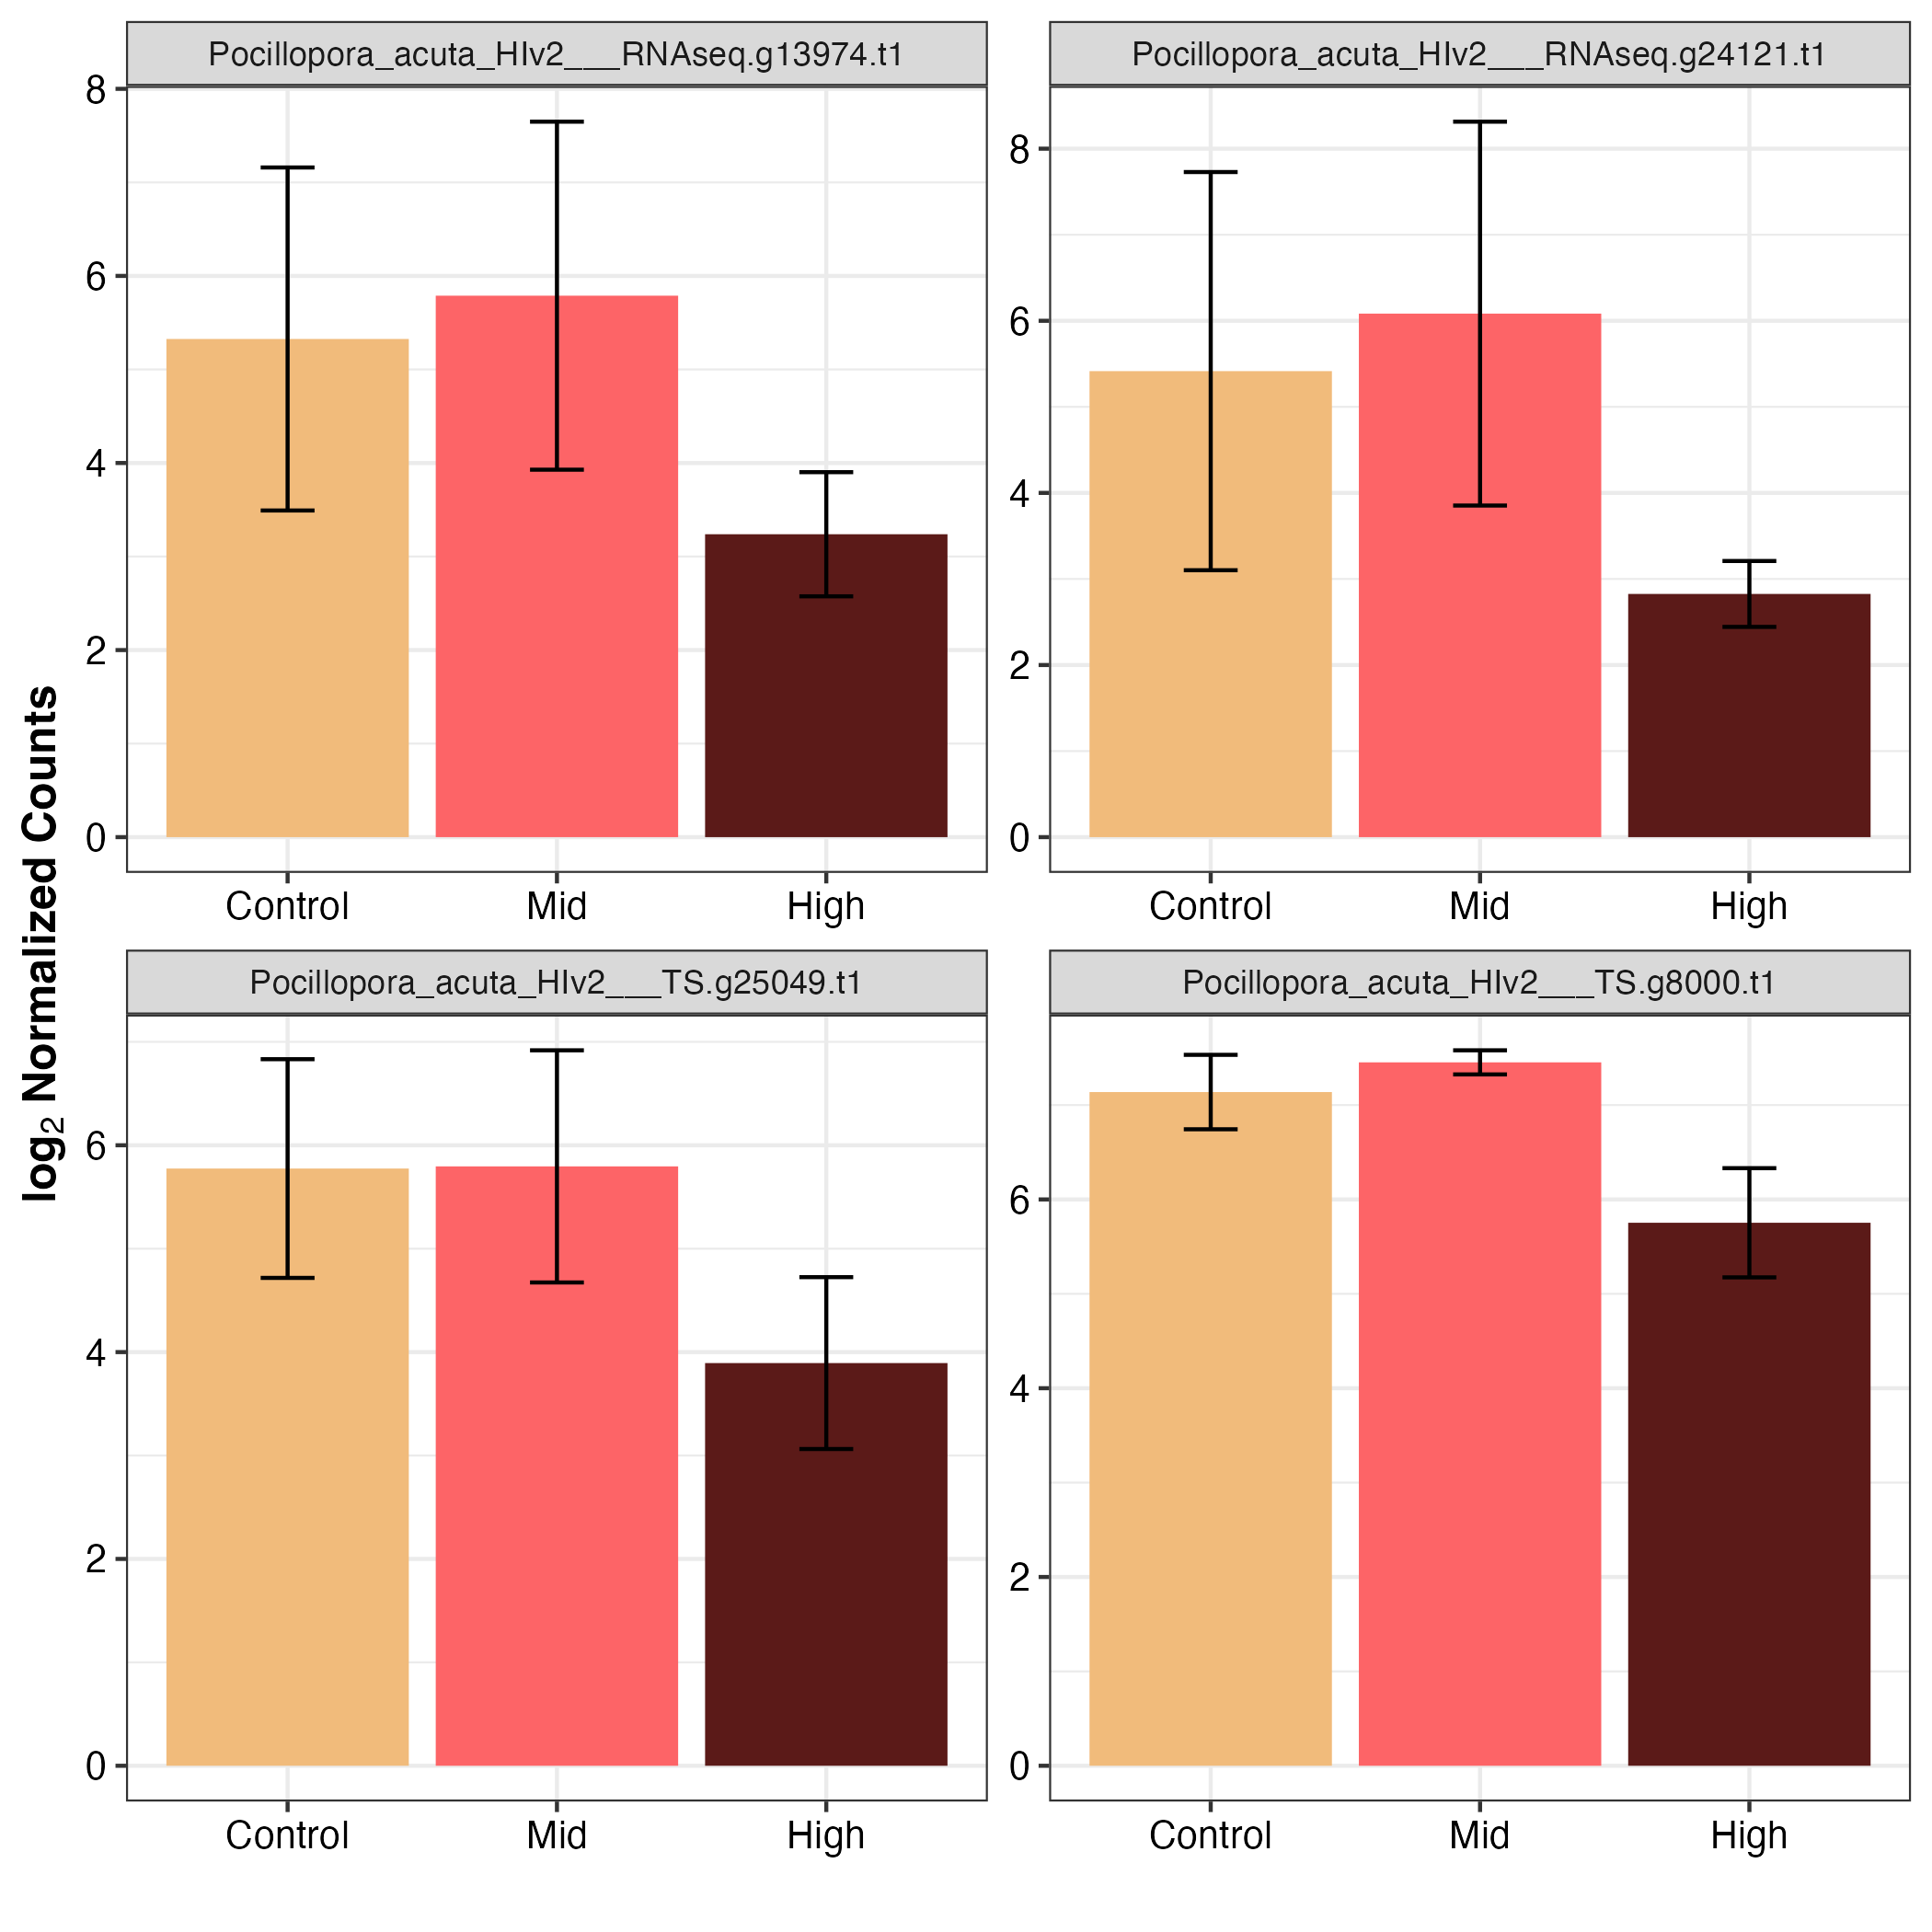 log₂ Normalized Counts
Pocillopora_acuta_HIv2___RNAseq.g13974.t1
8
6
4
2
0
Control Mid High
Pocillopora_acuta_HIv2___RNAseq.g24121.t1
8
6
4
2
0
Control Mid High
Pocillopora_acuta_HIv2___TS.g25049.t1
6
4
2
0
Control Mid High
Pocillopora_acuta_HIv2___TS.g8000.t1
6
4
2
0
Control Mid High